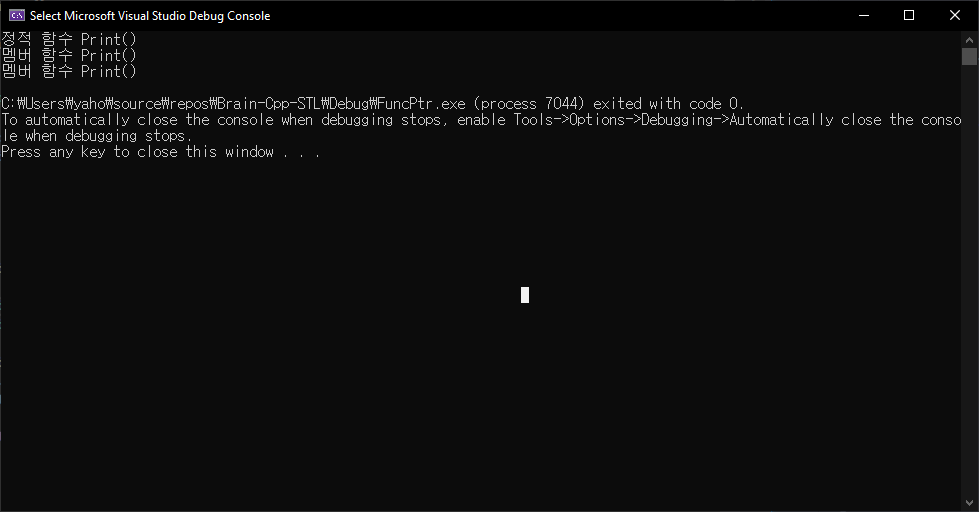 Select Microsoft Visual Studio Debug Console
정적 함수 Print()
멤버 함수 Print()
멤버 함수 Print()
C:₩Users₩yaho₩source₩repos₩Brain-Cpp-STL₩Debug₩FuncPtr.exe (process 7044) exited with code 0.
To automatically close the console when debugging stops, enable Tools->Options->Debugging->Automatically close the conso
le when debugging stops.
Press any key to close this window . . .